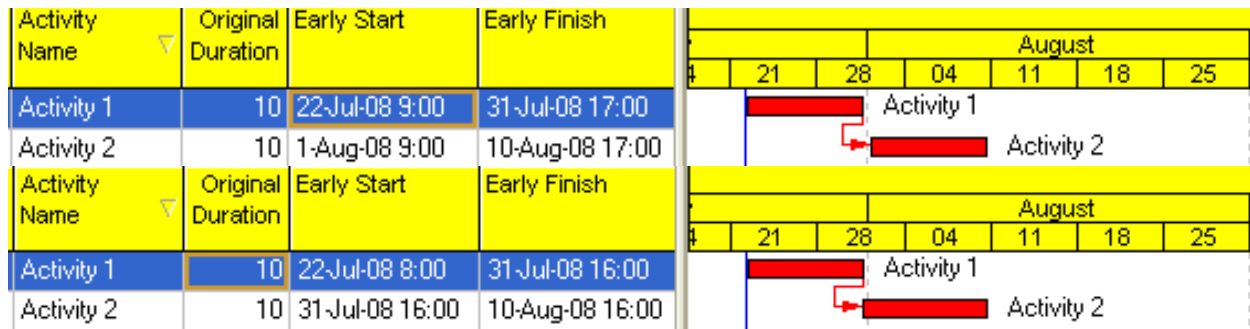 Activity Name Original Duration Early Start Early Finish
August
4 21 28 04 11 18 25
Activity 1 10 22-Jul-08 9:00 31-Jul-08 17:00 Activity 1
Activity 2 10 1-Aug-08 9:00 10-Aug-08 17:00 Activity 2
Activity Name Original Duration Early Start Early Finish
August
4 21 28 04 11 18 25
Activity 1 10 22-Jul-08 8:00 31-Jul-08 16:00 Activity 1
Activity 2 10 31-Jul-08 16:00 10-Aug-08 16:00 Activity 2